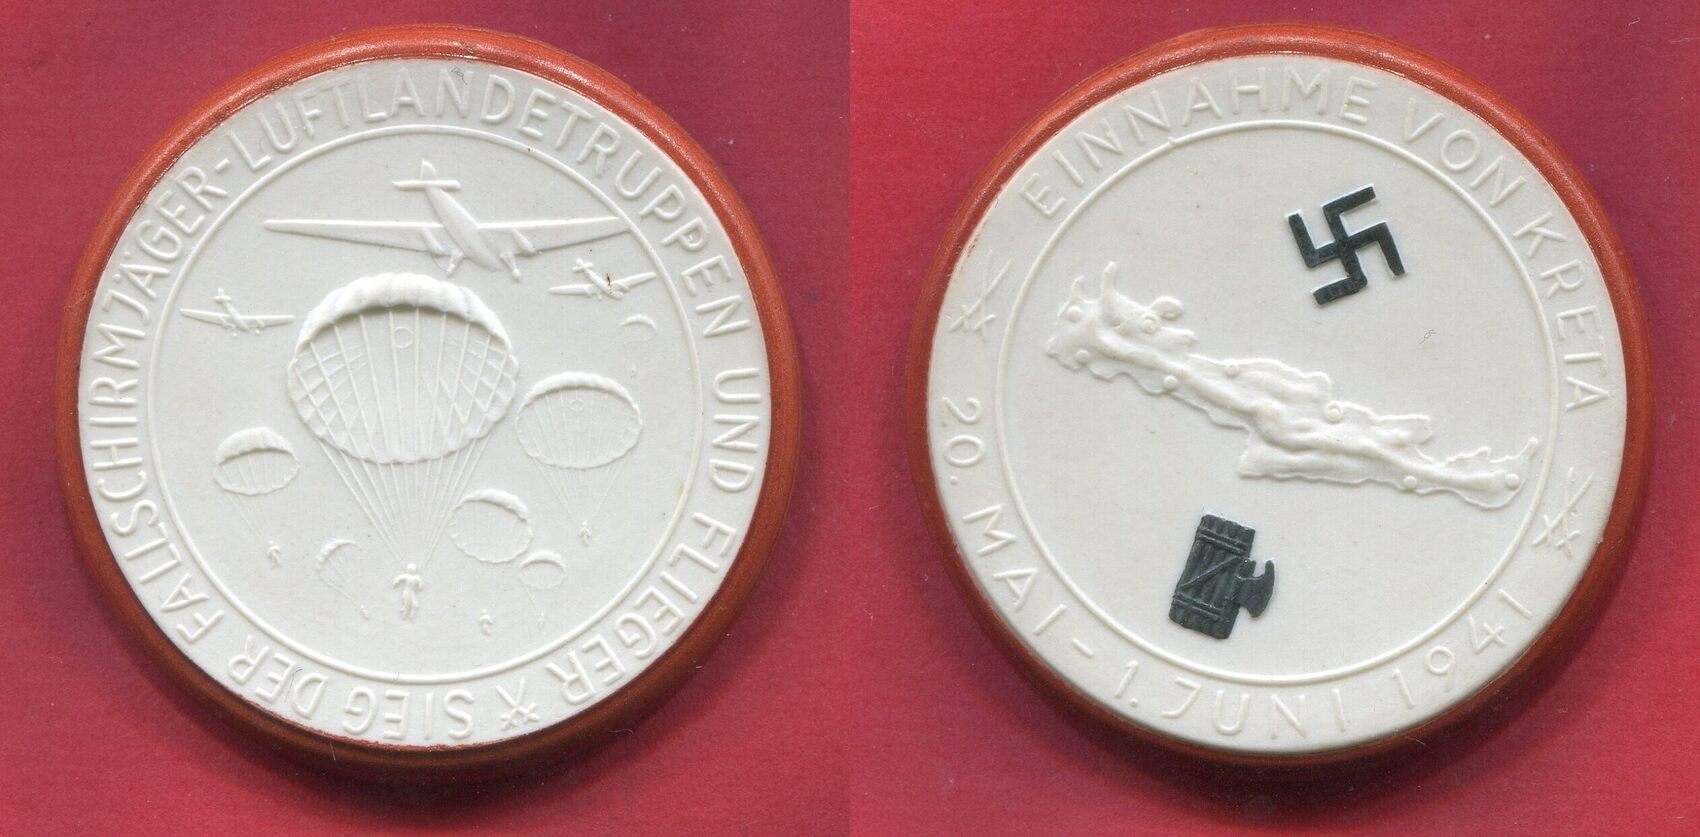 SIEG DER FALLSCHIRMJÄGER-LUFTLANDETRUPPEN UND FLIEGER
EINNAHME VON KRETA
20. MAI - 1. JUNI 1941